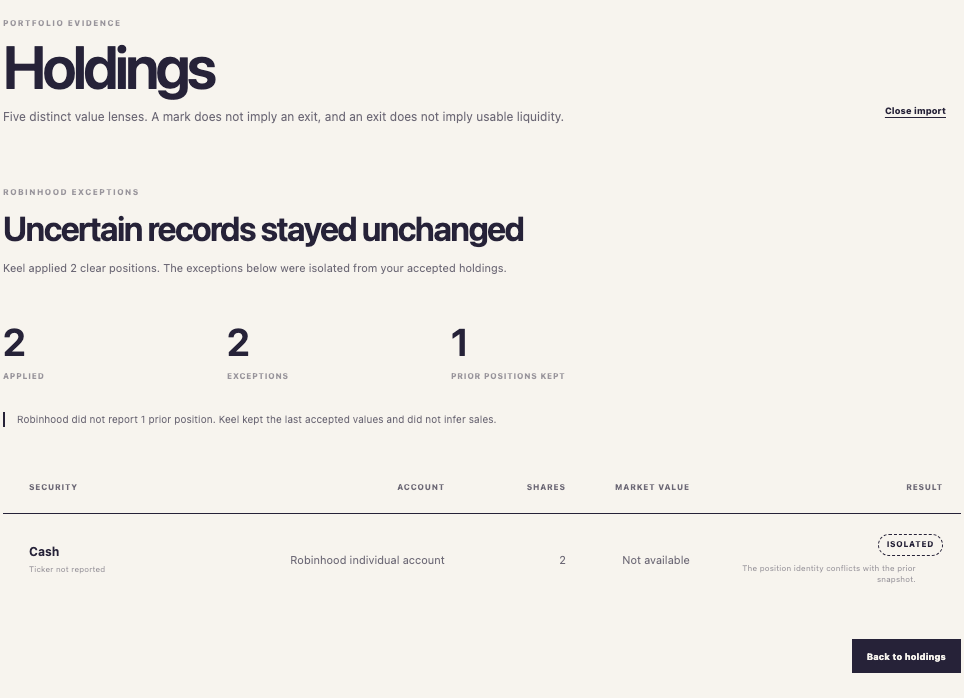 PORTFOLIO EVIDENCE
Holdings
Five distinct value lenses. A mark does not imply an exit, and an exit does not imply usable liquidity.
Close import
ROBINHOOD EXCEPTIONS
Uncertain records stayed unchanged
Keel applied 2 clear positions. The exceptions below were isolated from your accepted holdings.
2 2 1
APPLIED EXCEPTIONS PRIOR POSITIONS KEPT
Robinhood did not report 1 prior position. Keel kept the last accepted values and did not infer sales.
SECURITY ACCOUNT SHARES MARKET VALUE RESULT
ISOLATED
Cash
Robinhood individual account 2 Not available
Ticker not reported
The position identity conflicts with the prior
snapshot.
Back to holdings